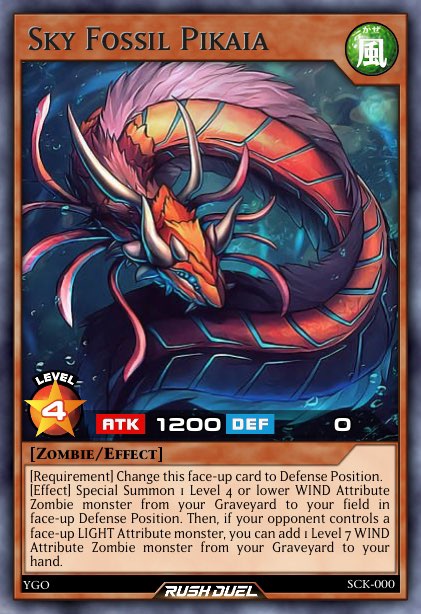 Sky Fossil Pikaia
かぜ
風
LEVEL
4
ATK 1200 DEF 0
[Zombie/Effect]
[Requirement] Change this face-up card to Defense Position.
[Effect] Special Summon 1 Level 4 or lower WIND Attribute
Zombie monster from your Graveyard to your field in
face-up Defense Position. Then, if your opponent controls a
face-up LIGHT Attribute monster, you can add 1 Level 7 WIND
Attribute Zombie monster from your Graveyard to your
hand.
YGO
RUSH DUEL
SCK-000